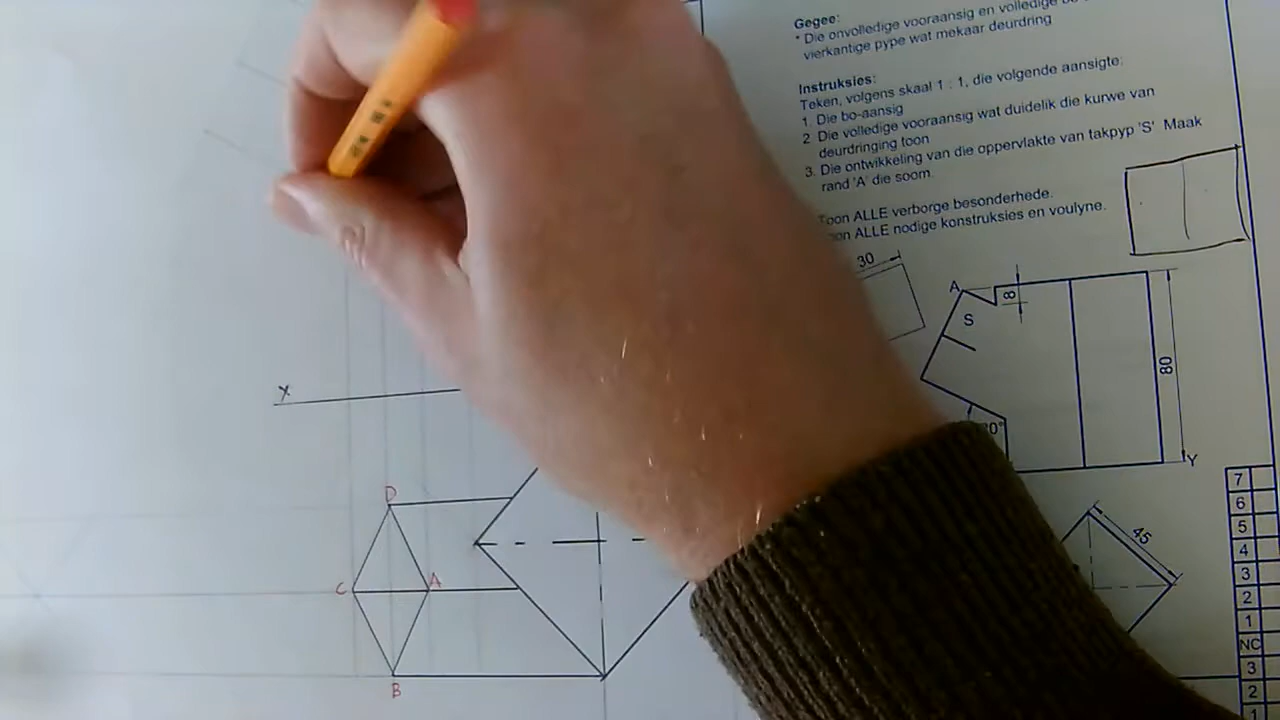 Gegee:
* Die onvolledige vooraansig en volledige
vierkantige pype wat mekaar deurdring
Instruksies:
Teken, volgens skaal 1 : 1, die volgende aansigte:
1. Die bo-aansig
2 Die volledige vooraansig wat duidelik die kurwe van
deurdringing toon
3. Die ontwikkeling van die oppervlakte van takpyp 'S' Maak
rand 'A' die soom.
Toon ALLE verborge besonderhede.
ALLE nodige konstruksies en voulyne.
30
A
8
S
80
Y
X
45
D
C
A
B
7
6
5
4
3
2
1
NC
3
2
1